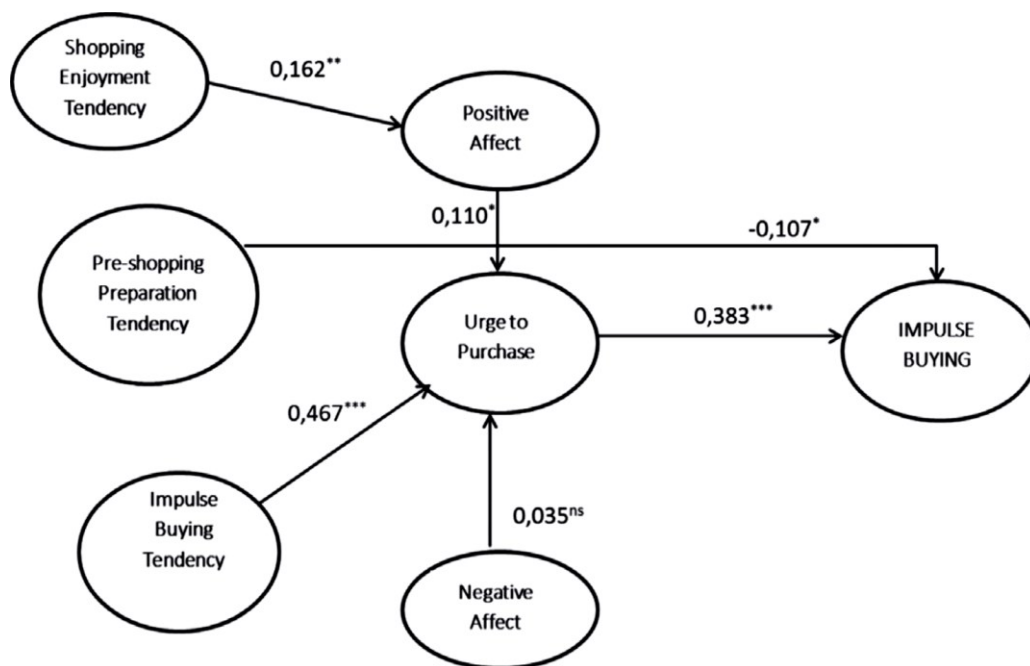 Shopping
Enjoyment
Tendency
0,162**
Positive
Affect
0,110*
-0,107*
Pre-shopping
Preparation
Tendency
Urge to
Purchase
0,383***
IMPULSE
BUYING
0,467***
Impulse
Buying
Tendency
0,035ns
Negative
Affect